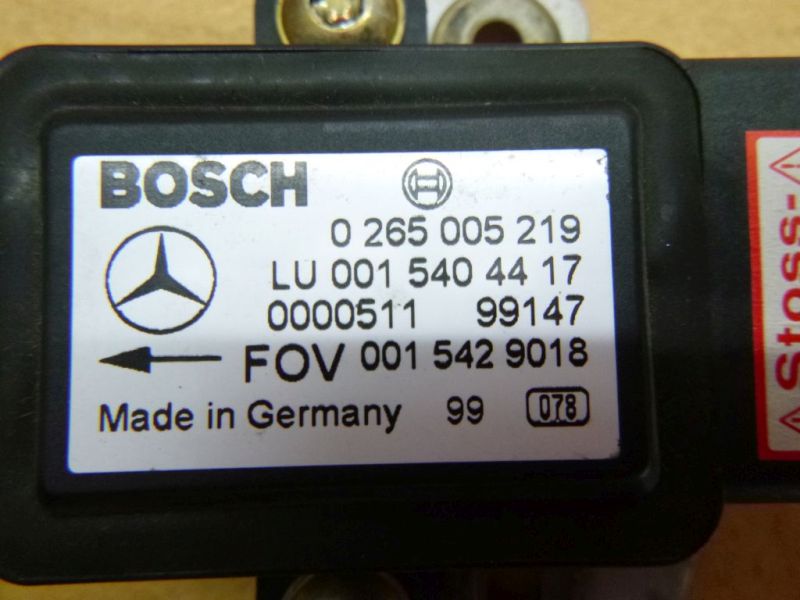 BOSCH
0 265 005 219
LU 001 540 44 17
0000511 99147
FOV 001 542 9018
Made in Germany 99 078
Stoss-